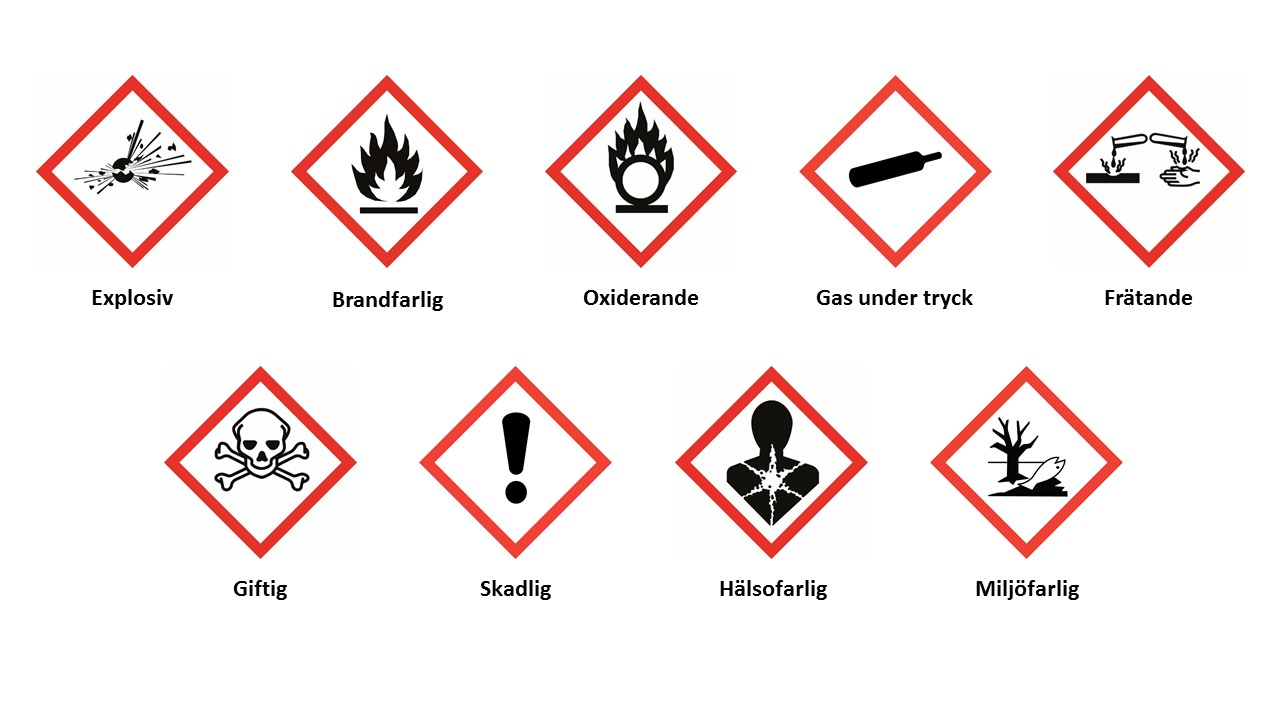 Explosiv
Brandfarlig
Oxiderande
Gas under tryck
Frätande
Giftig
Skadlig
Hälsofarlig
Miljöfarlig